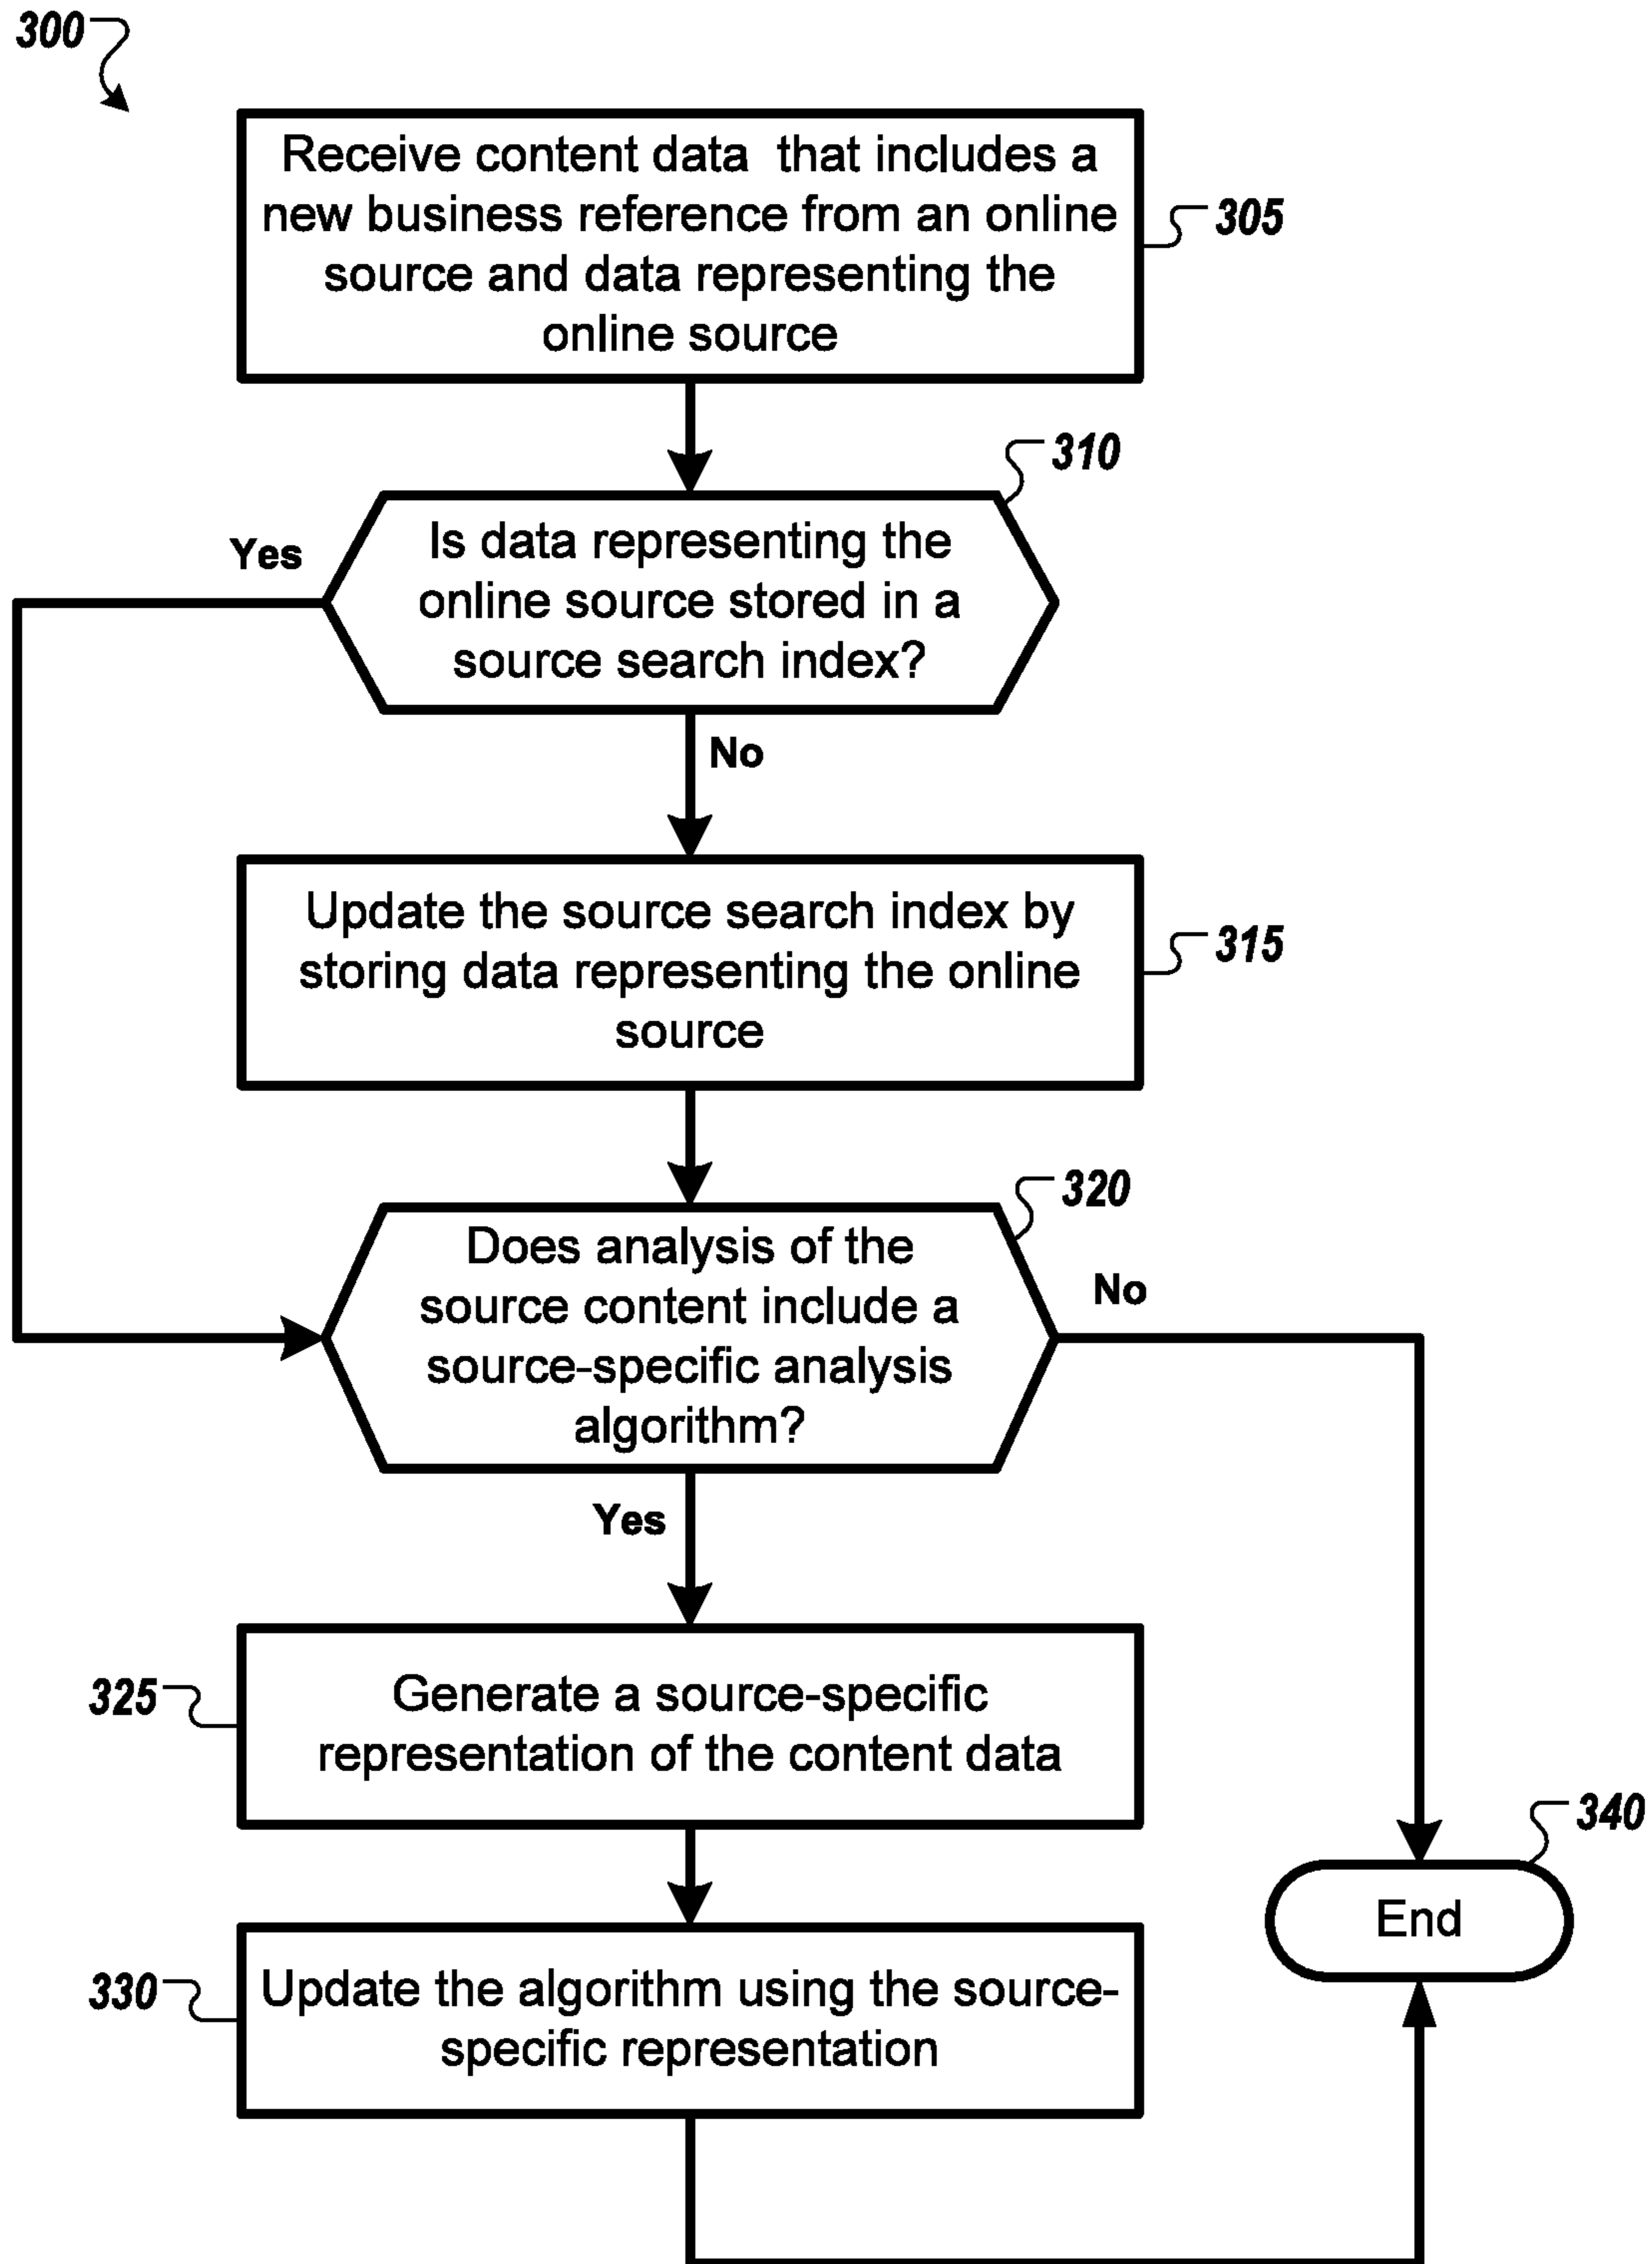 300
Receive content data that includes a
new business reference from an online
source and data representing the
online source
305
310
Is data representing the
online source stored in a
source search index?
Yes
No
Update the source search index by
storing data representing the online
source
315
320
Does analysis of the
source content include a
source-specific analysis
algorithm?
No
Yes
325
Generate a source-specific
representation of the content data
340
End
330
Update the algorithm using the source-
specific representation